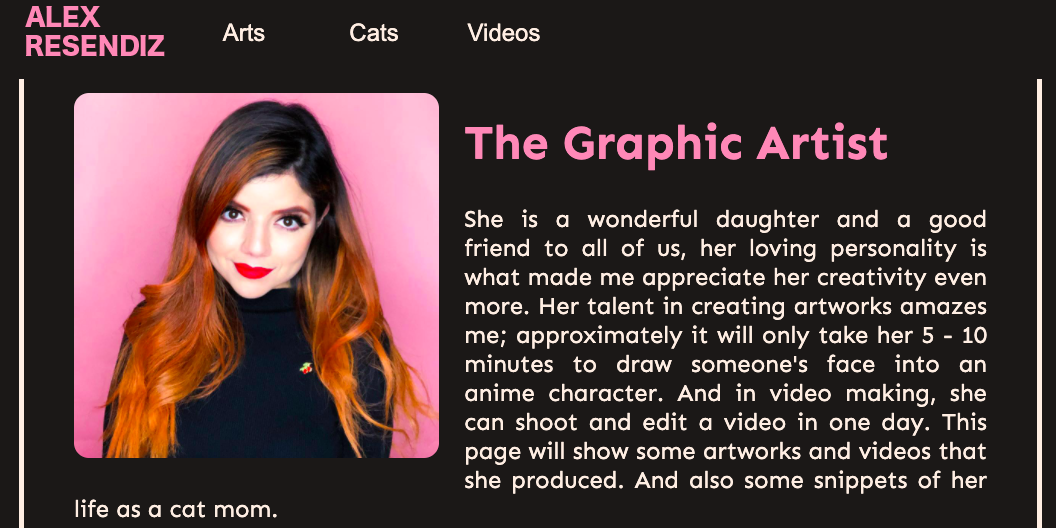 ALEX
RESENDIZ
Arts
Cats
Videos
The Graphic Artist
She is a wonderful daughter and a good
friend to all of us, her loving personality is
what made me appreciate her creativity even
more. Her talent in creating artworks amazes
me; approximately it will only take her 5 - 10
minutes to draw someone's face into an
anime character. And in video making, she
can shoot and edit a video in one day. This
page will show some artworks and videos that
she produced. And also some snippets of her
life as a cat mom.